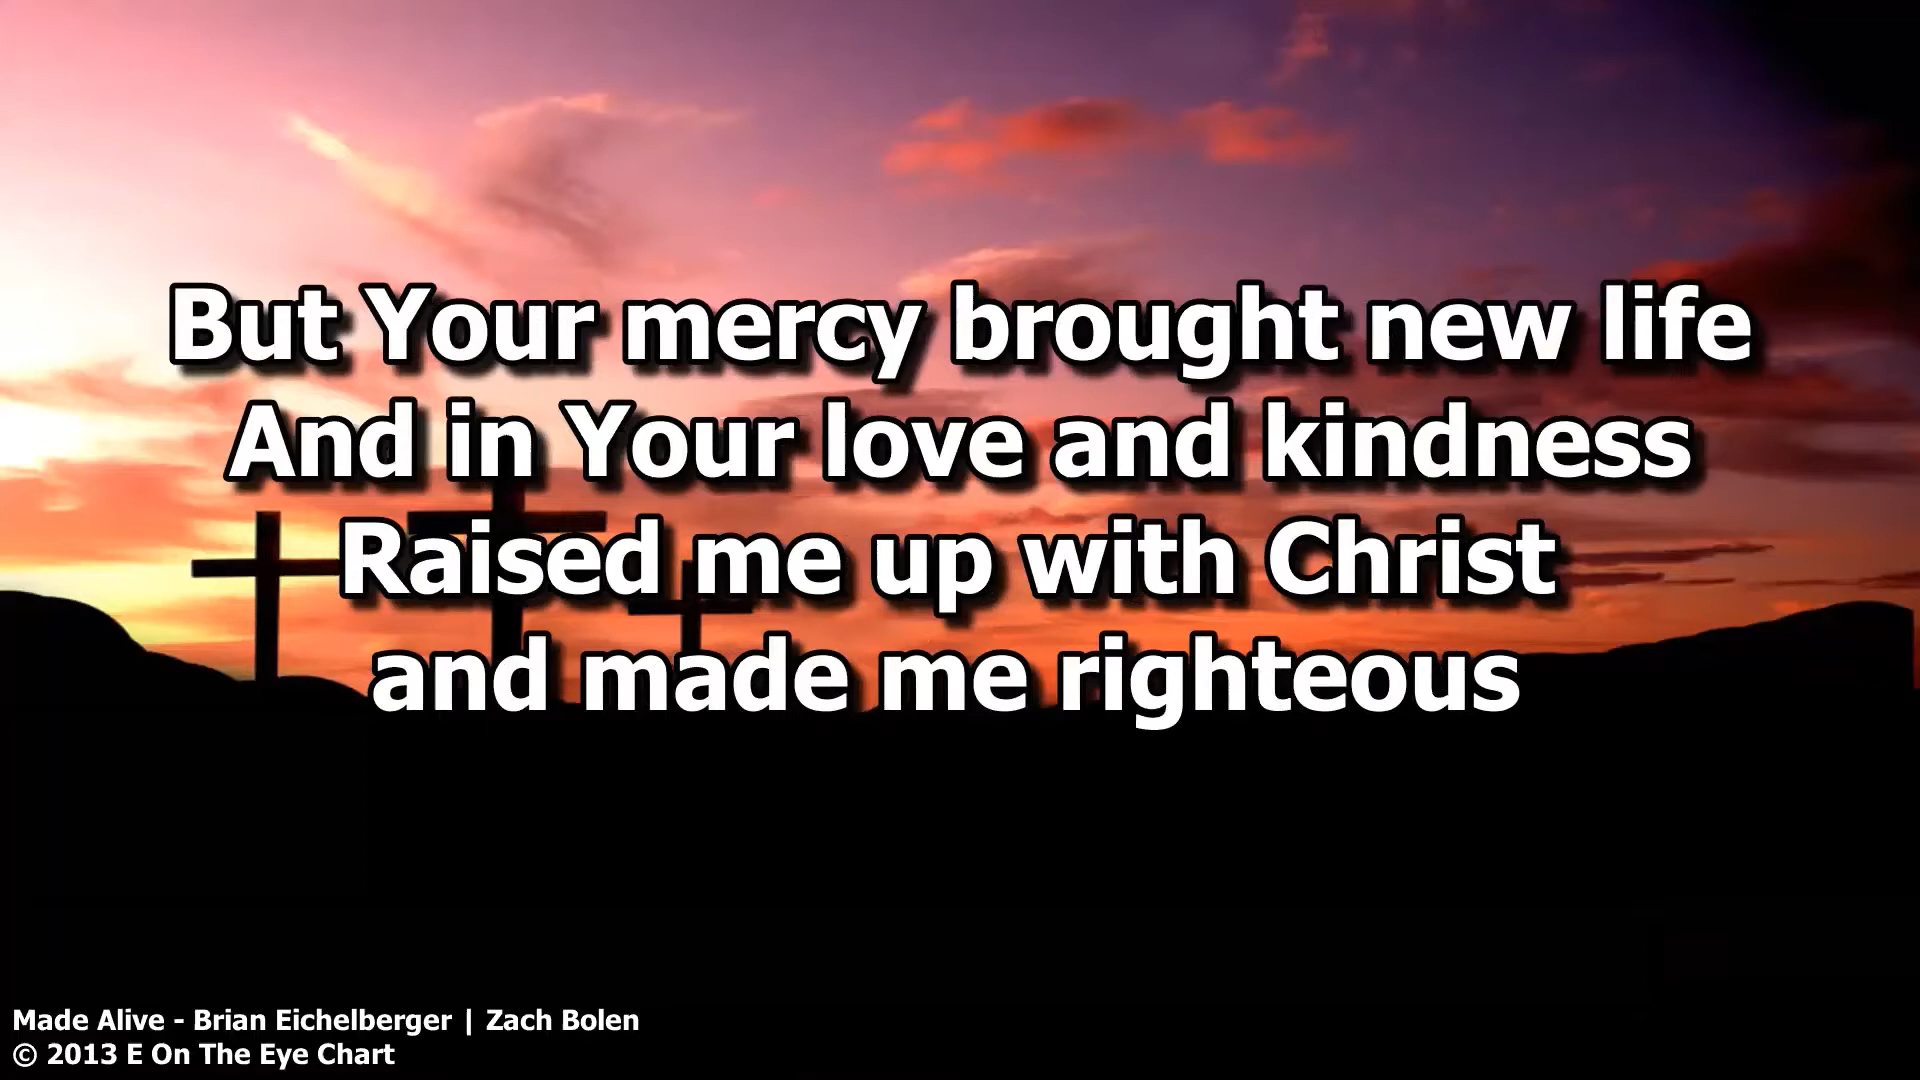 But Your mercy brought new life
And in Your love and kindness
Raised me up with Christ
and made me righteous
Made Alive - Brian Eichelberger | Zach Bolen
© 2013 E On The Eye Chart